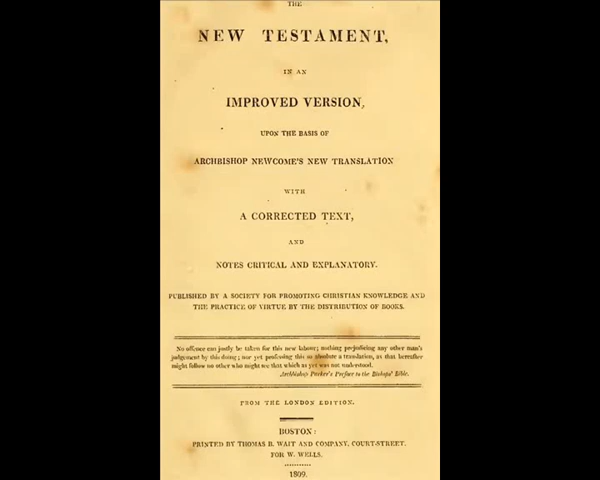 THE
NEW TESTAMENT,
IN AN
IMPROVED VERSION,
UPON THE BASIS OF
ARCHBISHOP NEWCOME'S NEW TRANSLATION
WITH
A CORRECTED TEXT,
AND
NOTES CRITICAL AND EXPLANATORY.
PUBLISHED BY A SOCIETY FOR PROMOTING CHRISTIAN KNOWLEDGE AND
THE PRACTICE OF VIRTUE BY THE DISTRIBUTION OF BOOKS.
No offence can justly be taken for this new labour; nothing prejudicing any other man's
judgement by this doing; nor yet professing this so absolute a translation, as that hereafter
might follow no other who might see that which as yet was not understood.
Archbishop Parker's Preface to the Bishops' Bible.
FROM THE LONDON EDITION.
BOSTON:
PRINTED BY THOMAS B. WAIT AND COMPANY, COURT-STREET.
FOR W. WELLS.
1809.